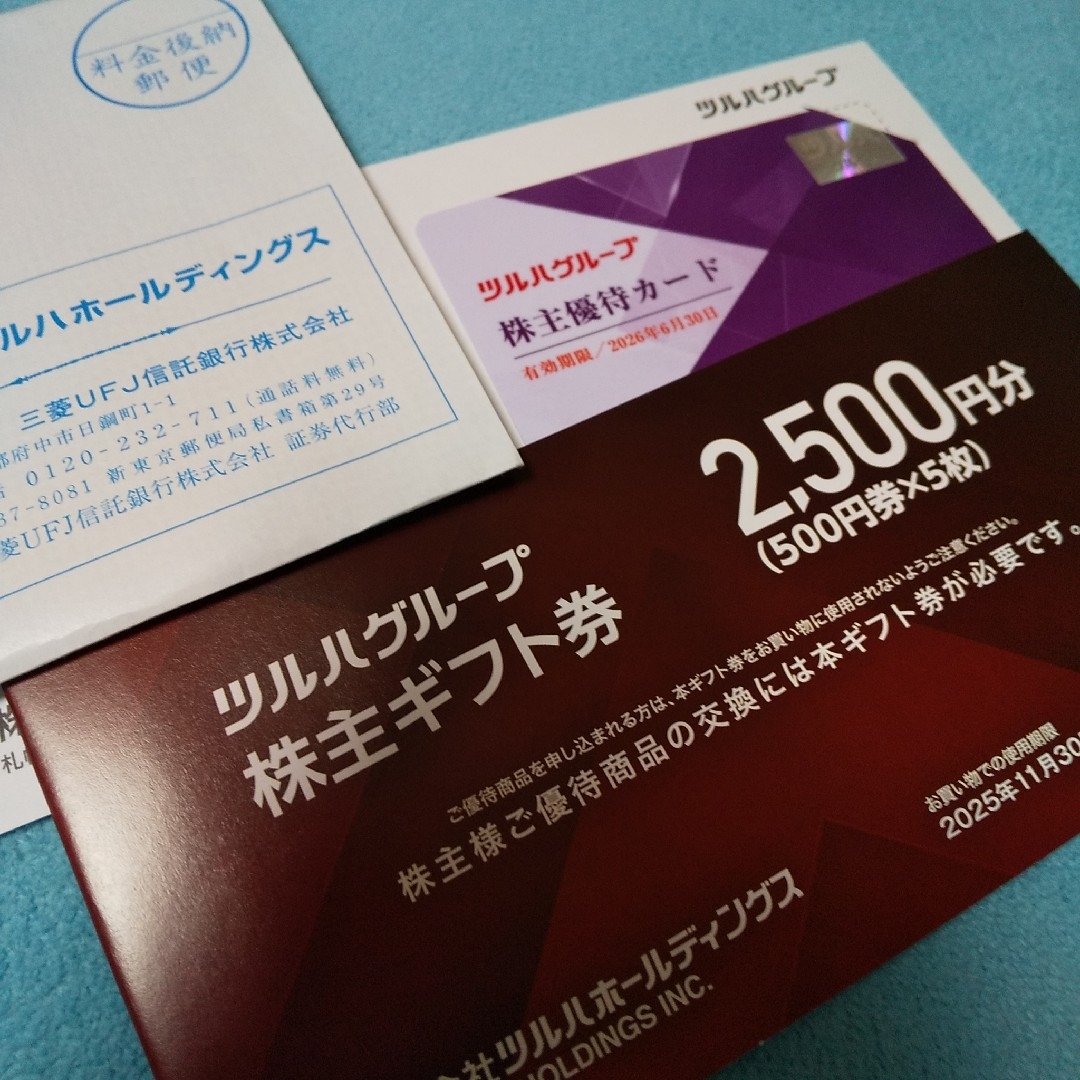 料金後納
郵便
ルハホールディングス
三菱UFJ信託銀行株式会社
都府中市日鋼町1-1
0120-232-711(通話料無料)
37-8081 新東京郵便局私書箱第29号
菱UFJ信託銀行株式会社 証券代行部
ツルハグループ
ツルハグループ
株主優待カード
有効期限/2026年6月30日
2,500円分
(500円券×5枚)
ツルハグループ
株主ギフト券
ご優待商品を申し込まれる方は、本ギフト券をお買い物に使用されないようご注意ください。
株主様ご優待商品の交換には本ギフト券が必要です。
お買い物での使用期限
2025年11月30
会社ツルハホールディングス
HOLDINGS INC.